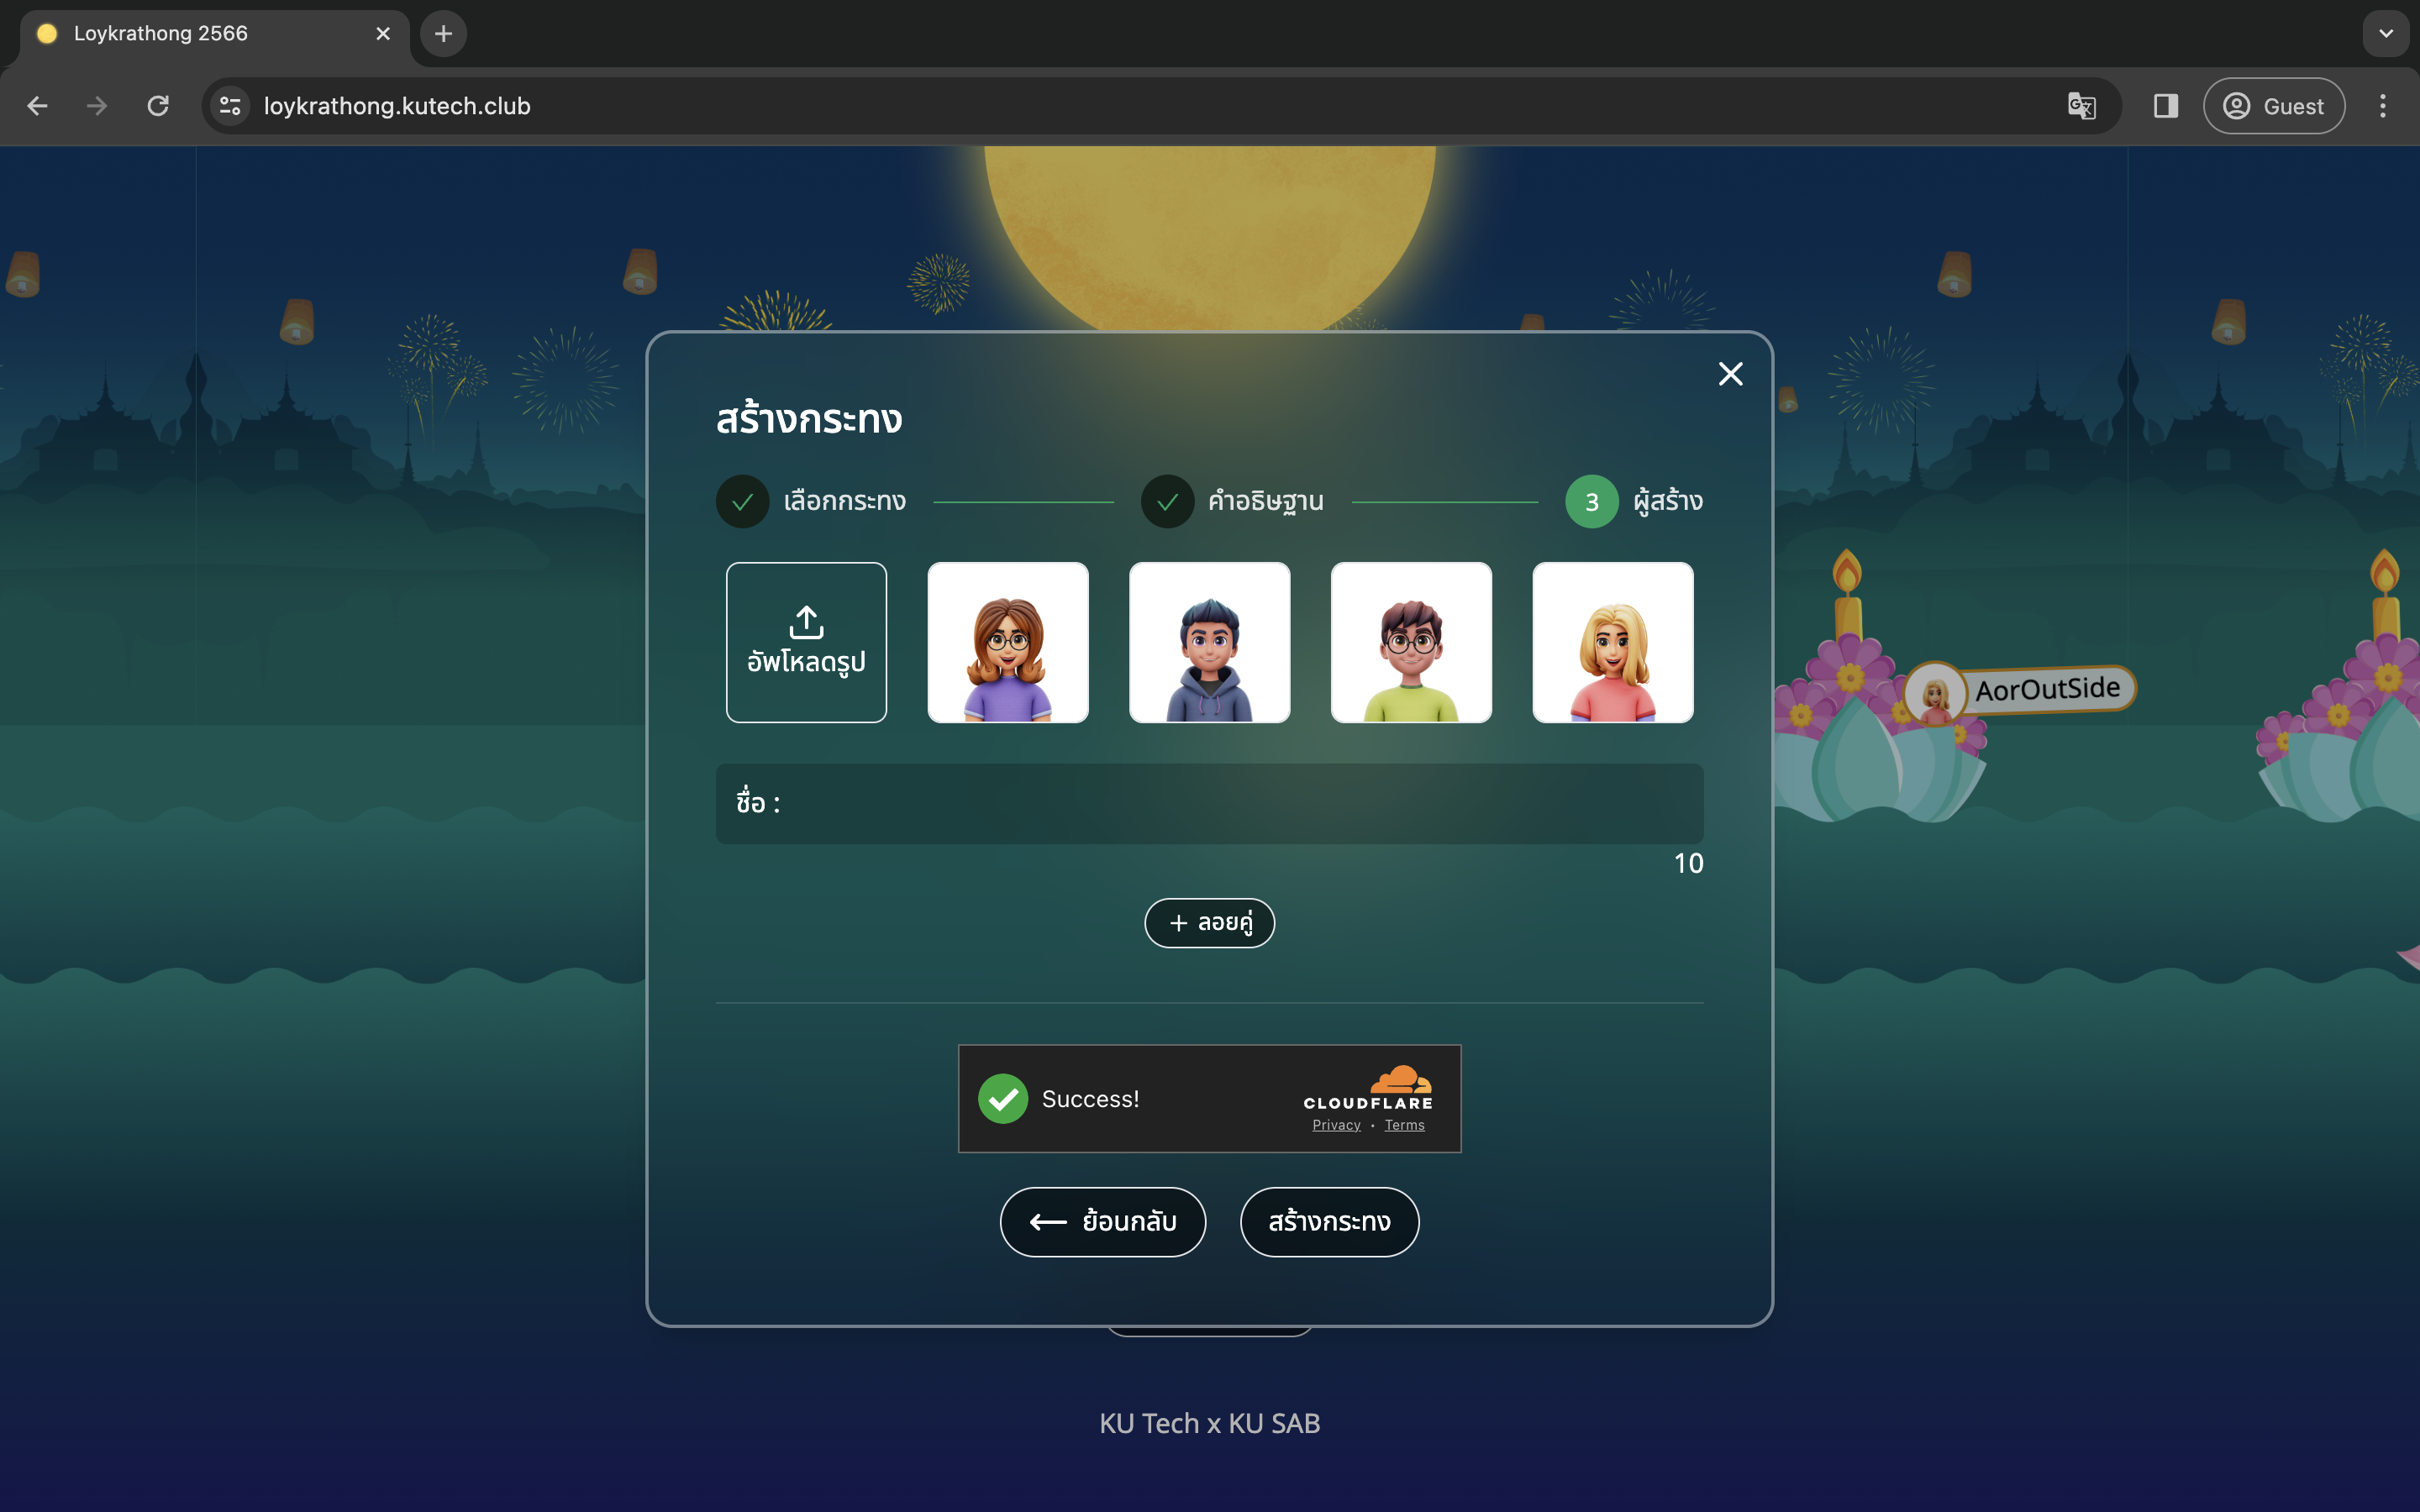 Loykrathong 2566
loykrathong.kutech.club
Guest
สร้างกระทง
เลือกกระทง
คำอธิษฐาน
3 ผู้สร้าง
อัพโหลดรูป
AorOutSide
ชื่อ :
10
+ ลอยคู่
Success!
CLOUDFLARE
Privacy • Terms
ย้อนกลับ
สร้างกระทง
KU Tech x KU SAB